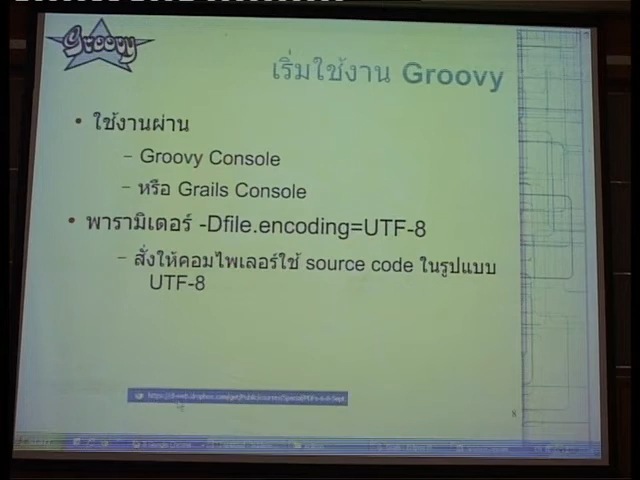 Groovy
เริ่มใช้งาน Groovy
• ใช้งานผ่าน
– Groovy Console
– หรือ Grails Console
• พารามิเตอร์ -Dfile.encoding=UTF-8
– สั่งให้คอมไพเลอร์ใช้ source code ในรูปแบบ
UTF-8
8